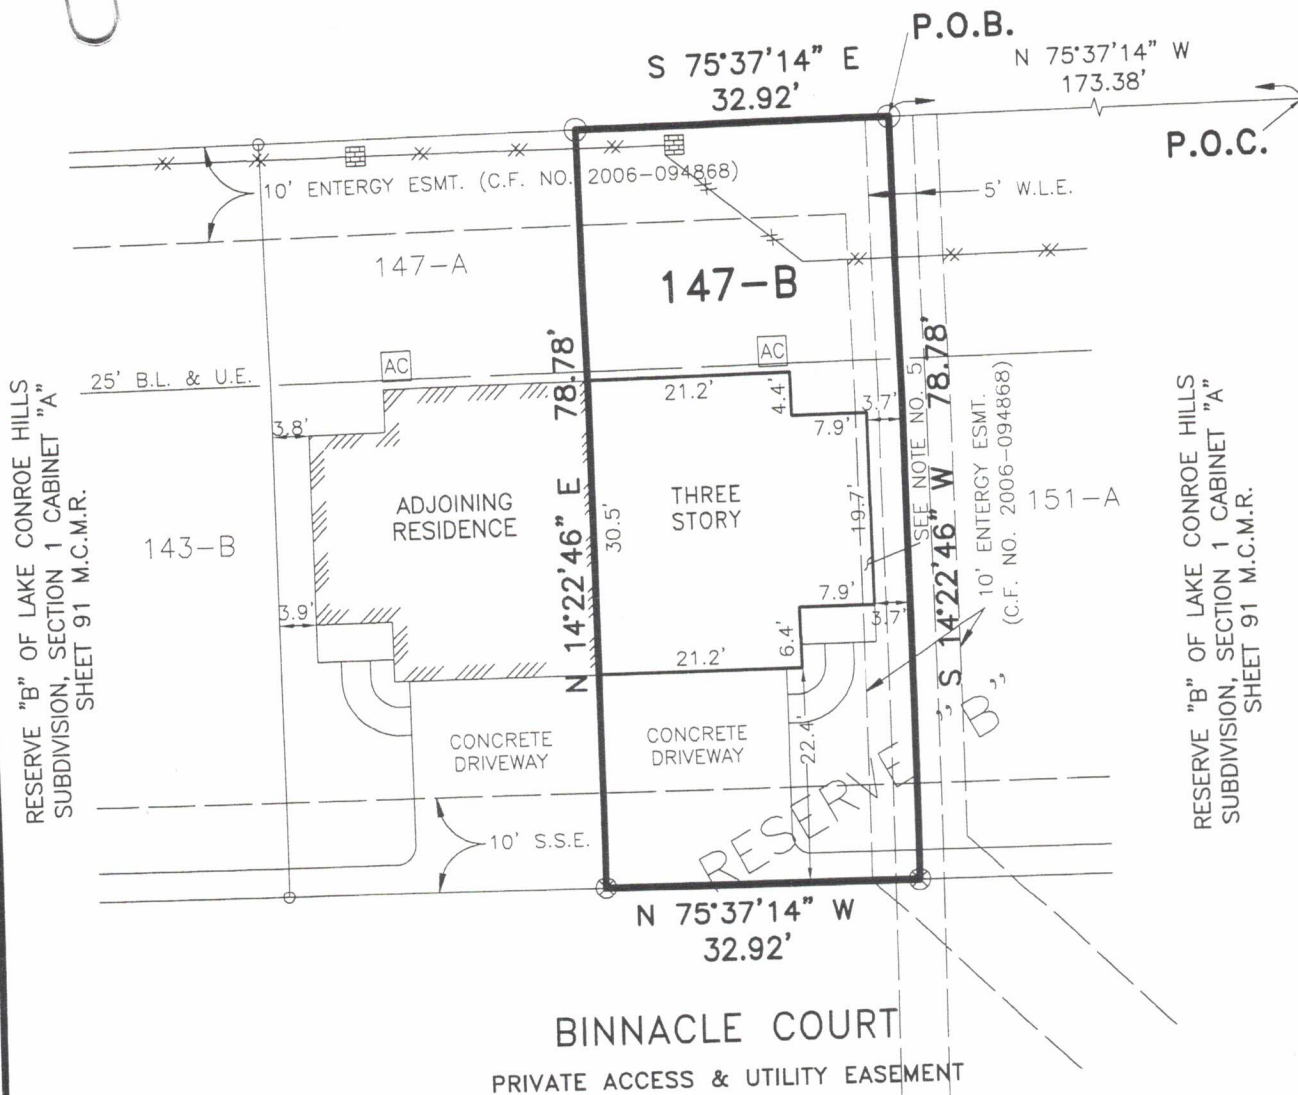 P.O.B.
S 75°37'14" E
32.92'
N 75°37'14" W
173.38'
P.O.C.
10' ENTERGY ESMT. (C.F. NO. 2006-094868)
5' W.L.E.
147-A
147-B
AC
AC
25' B.L. & U.E.
N 14°22'46" E 78.78'
S 14°22'46" W 78.78'
21.2'
4.4'
7.9'
3.7'
3.8'
ADJOINING
RESIDENCE
THREE
STORY
30.5'
19.7'
SEE NOTE NO. 5
10' ENTERGY ESMT.
(C.F. NO. 2006-094868)
151-A
143-B
RESERVE "B" OF LAKE CONROE HILLS
SUBDIVISION, SECTION 1 CABINET "A"
SHEET 91 M.C.M.R.
RESERVE "B" OF LAKE CONROE HILLS
SUBDIVISION, SECTION 1 CABINET "A"
SHEET 91 M.C.M.R.
3.9'
7.9'
3.7'
6.4'
21.2'
CONCRETE
DRIVEWAY
CONCRETE
DRIVEWAY
22.4'
RESERVE "B"
10' S.S.E.
N 75°37'14" W
32.92'
BINNACLE COURT
PRIVATE ACCESS & UTILITY EASEMENT